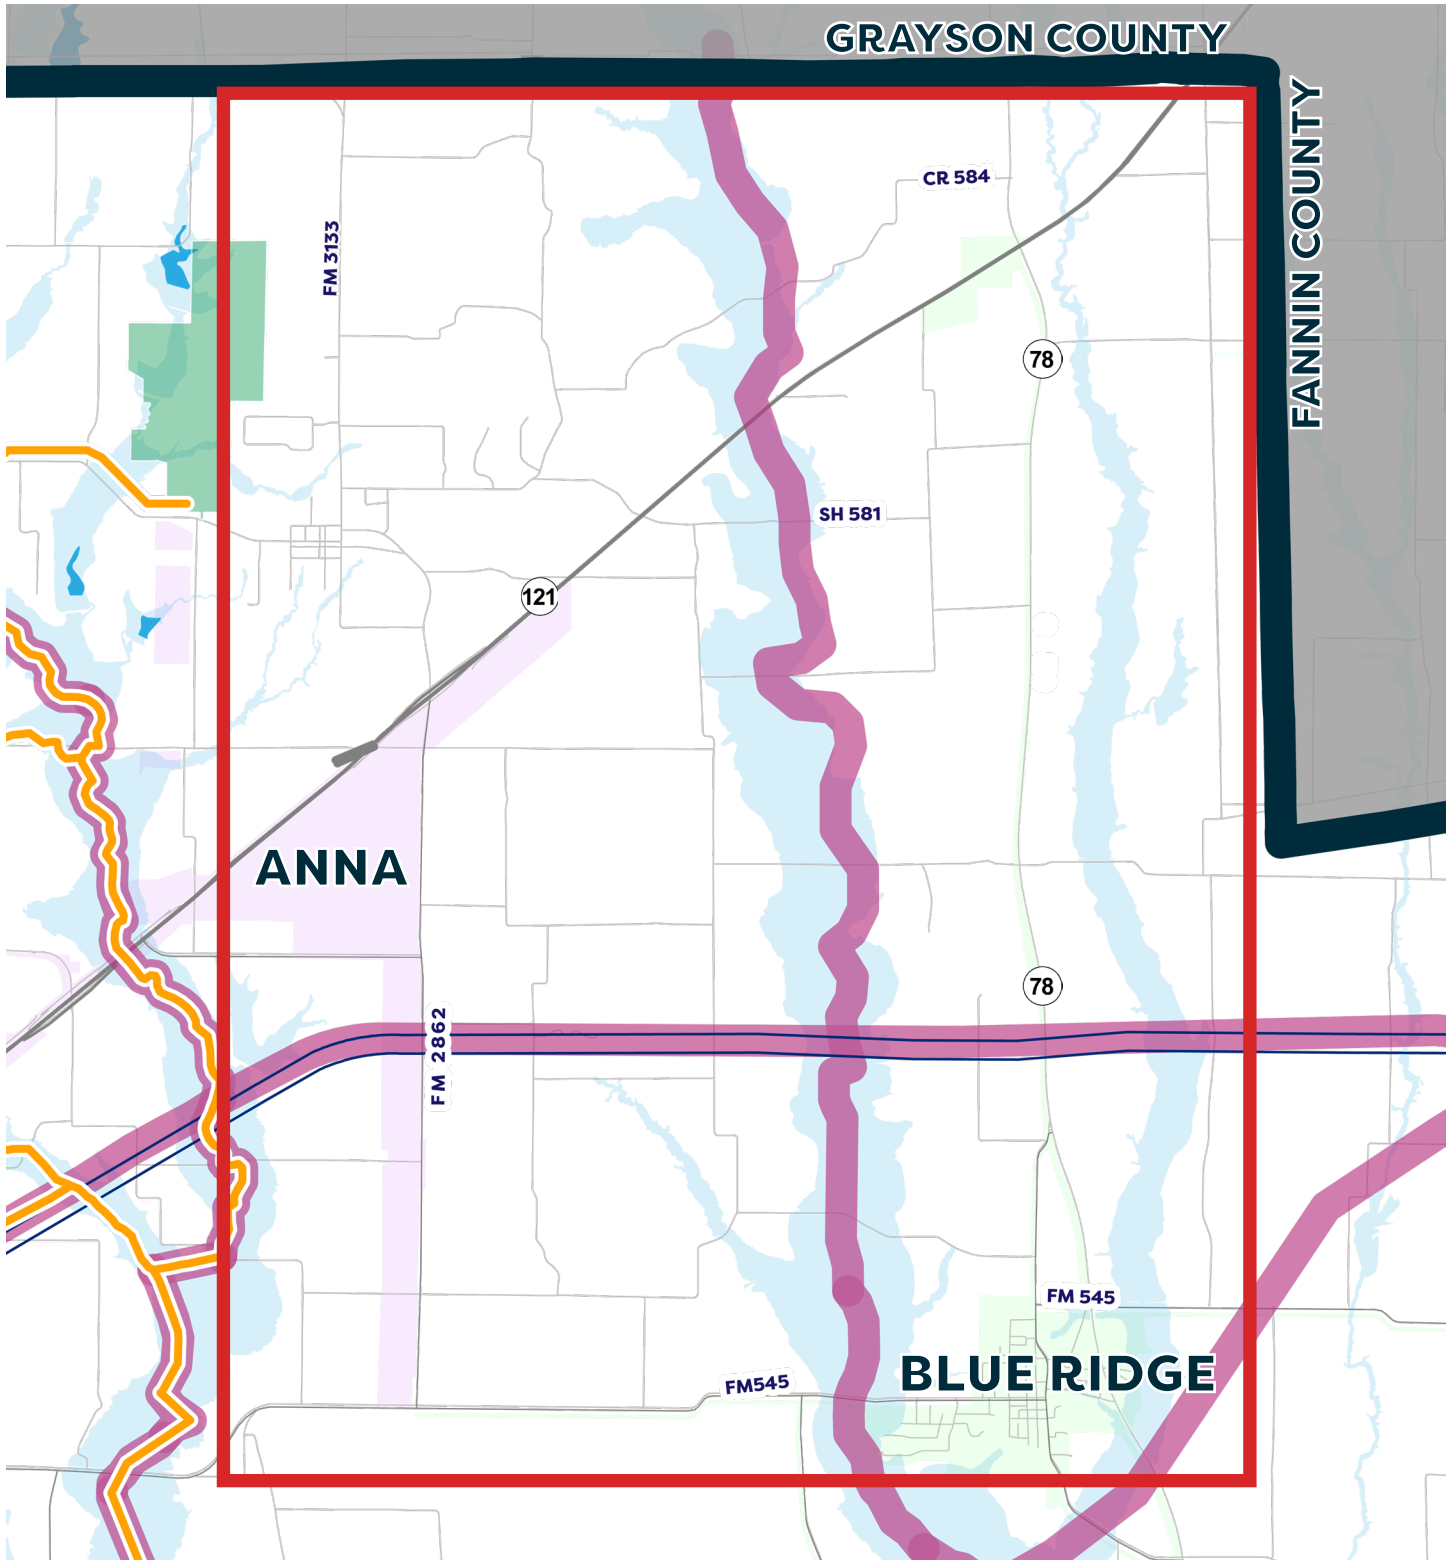 GRAYSON COUNTY
FANNIN COUNTY
CR 584
FM 3133
78
SH 581
121
ANNA
78
FM 2862
FM 545
BLUE RIDGE
FM545